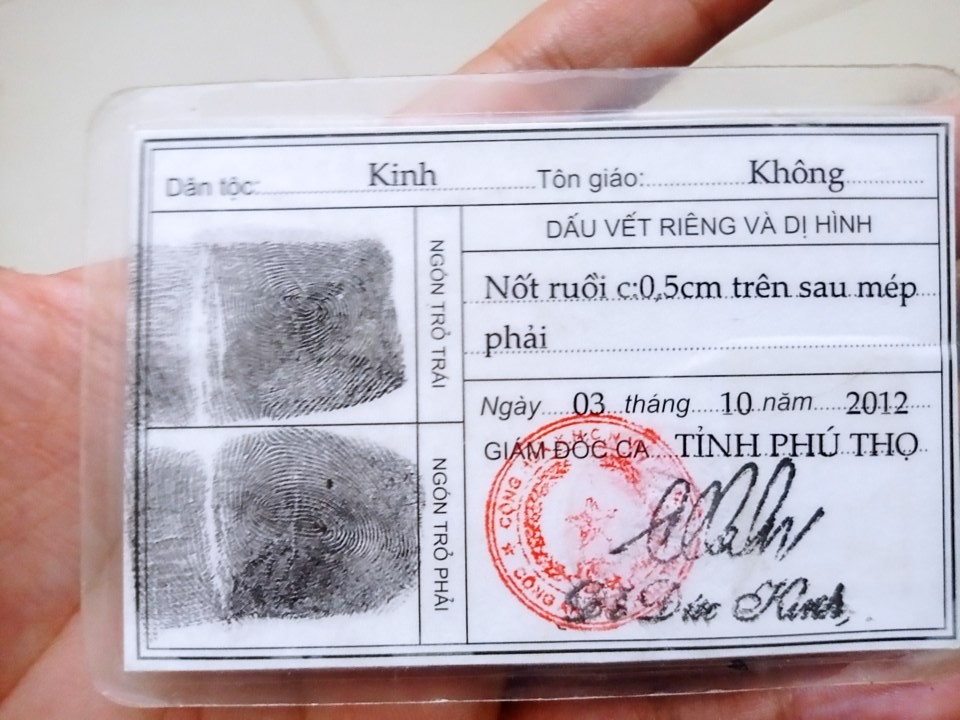 Dân tộc: Kinh Tôn giáo: Không
NGÓN TRỎ TRÁI
NGÓN TRỎ PHẢI
DẤU VẾT RIÊNG VÀ DỊ HÌNH
Nốt ruồi c:0,5cm trên sau mép
phải
Ngày 03 tháng 10 năm 2012
GIÁM ĐỐC CA TỈNH PHÚ THỌ
Đức Kinh